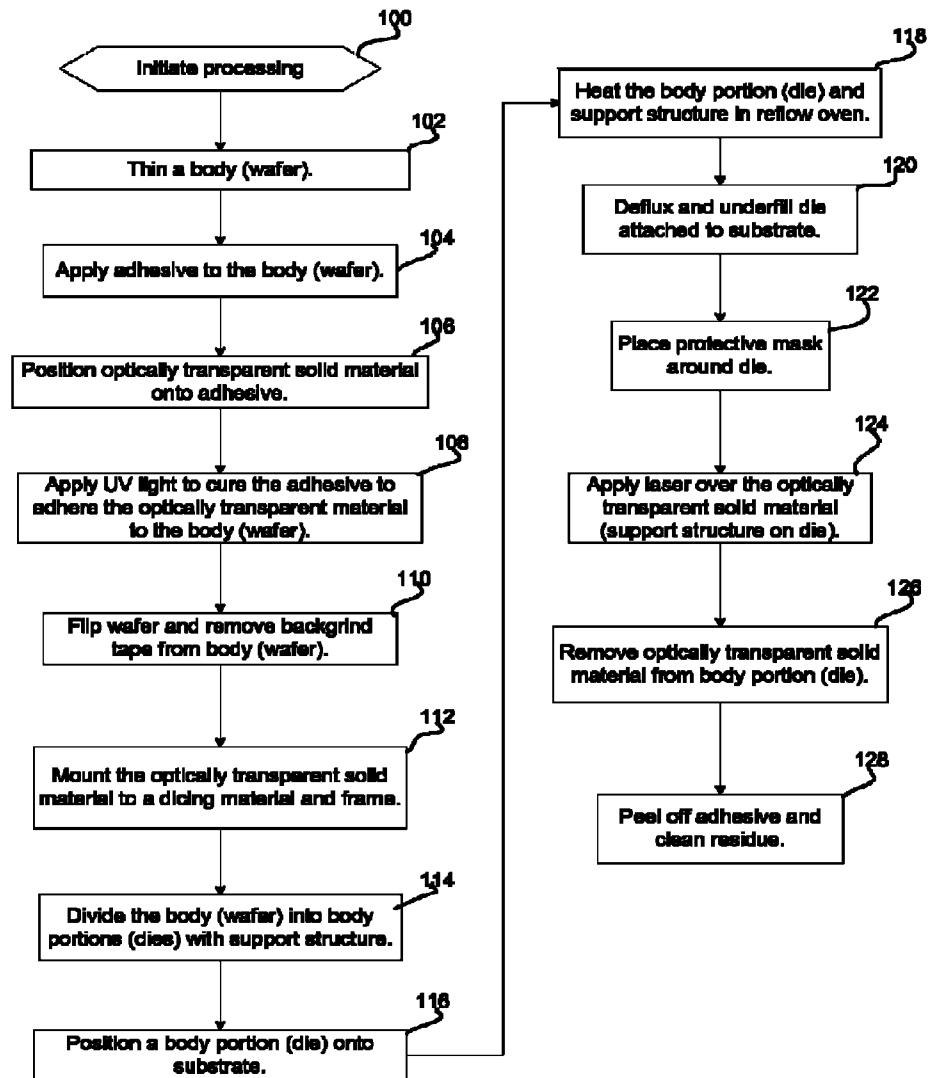 100
Initiate processing
102
Thin a body (wafer).
104
Apply adhesive to the body (wafer).
106
Position optically transparent solid material
onto adhesive.
108
Apply UV light to cure the adhesive to
adhere the optically transparent material
to the body (wafer).
110
Flip wafer and remove backgrind
tape from body (wafer).
112
Mount the optically transparent solid
material to a dicing material and frame.
114
Divide the body (wafer) into body
portions (dies) with support structure.
116
Position a body portion (die) onto
substrate.
118
Heat the body portion (die) and
support structure in reflow oven.
120
Deflux and underfill die
attached to substrate.
122
Place protective mask
around die.
124
Apply laser over the optically
transparent solid material
(support structure on die).
126
Remove optically transparent solid
material from body portion (die).
128
Peel off adhesive and
clean residue.